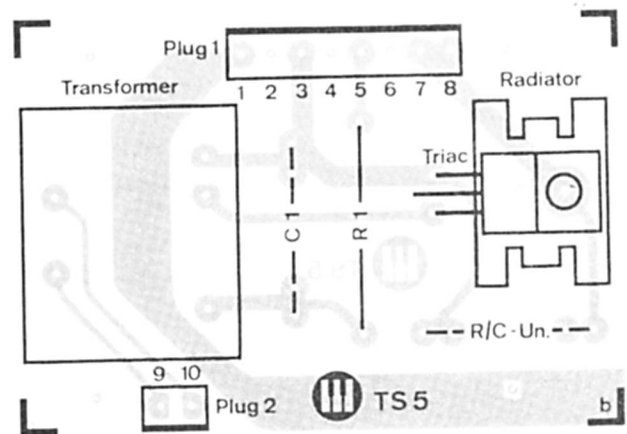 Plug 1
Transformer
1 2 3 4 5 6 7 8
Radiator
Triac
C 1
R 1
R/C-Un.
9 10
Plug 2
TS 5
b